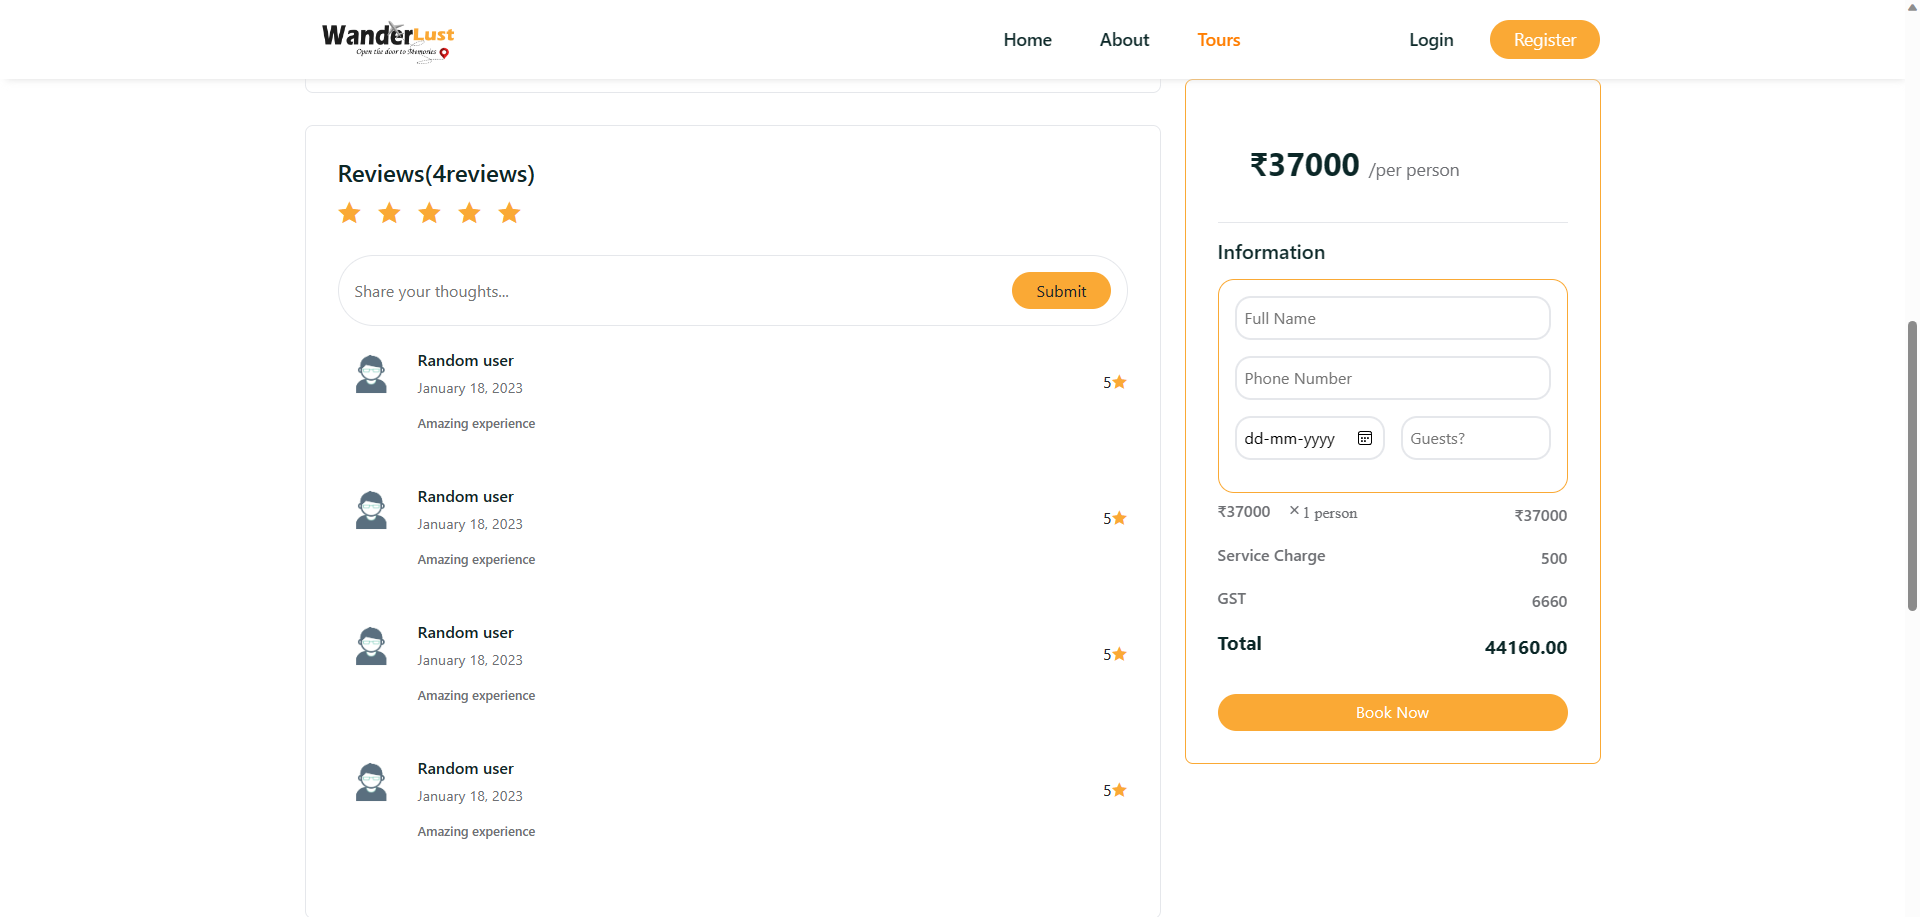 WanderLust
Open the door to Memories
Home About Tours Login Register
Reviews(4reviews)
Share your thoughts... Submit
Random user
January 18, 2023
5
Amazing experience
Random user
January 18, 2023
5
Amazing experience
Random user
January 18, 2023
5
Amazing experience
Random user
January 18, 2023
5
Amazing experience
₹37000 /per person
Information
Full Name
Phone Number
dd-mm-yyyy Guests?
₹37000 × 1 person ₹37000
Service Charge 500
GST 6660
Total 44160.00
Book Now